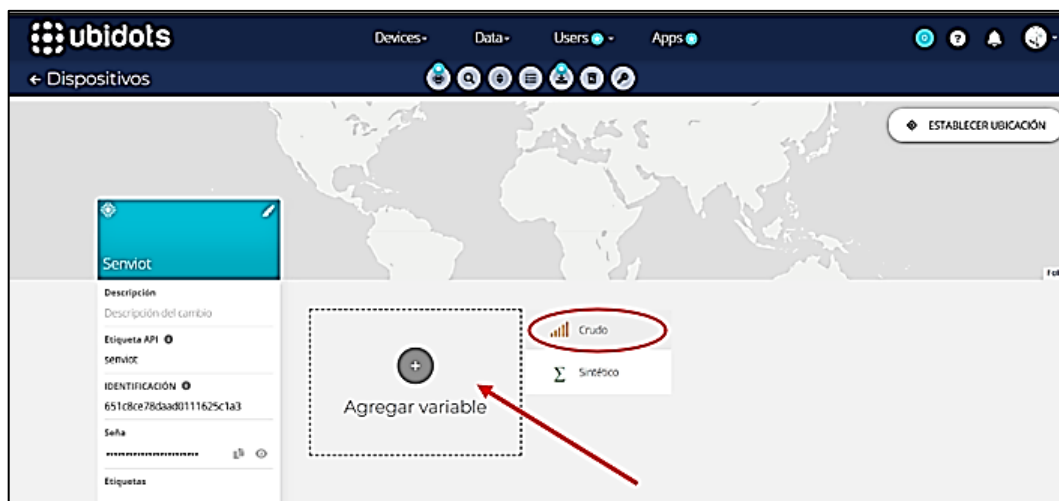 ubidots
Devices Data Users Apps
← Dispositivos
ESTABLECER UBICACIÓN
Senviot
Descripción
Descripción del cambio
Etiqueta API
senviot
IDENTIFICACIÓN
651c8ce78daad0111625c1a3
Seña
Etiquetas
Agregar variable
Crudo
Σ Sintético